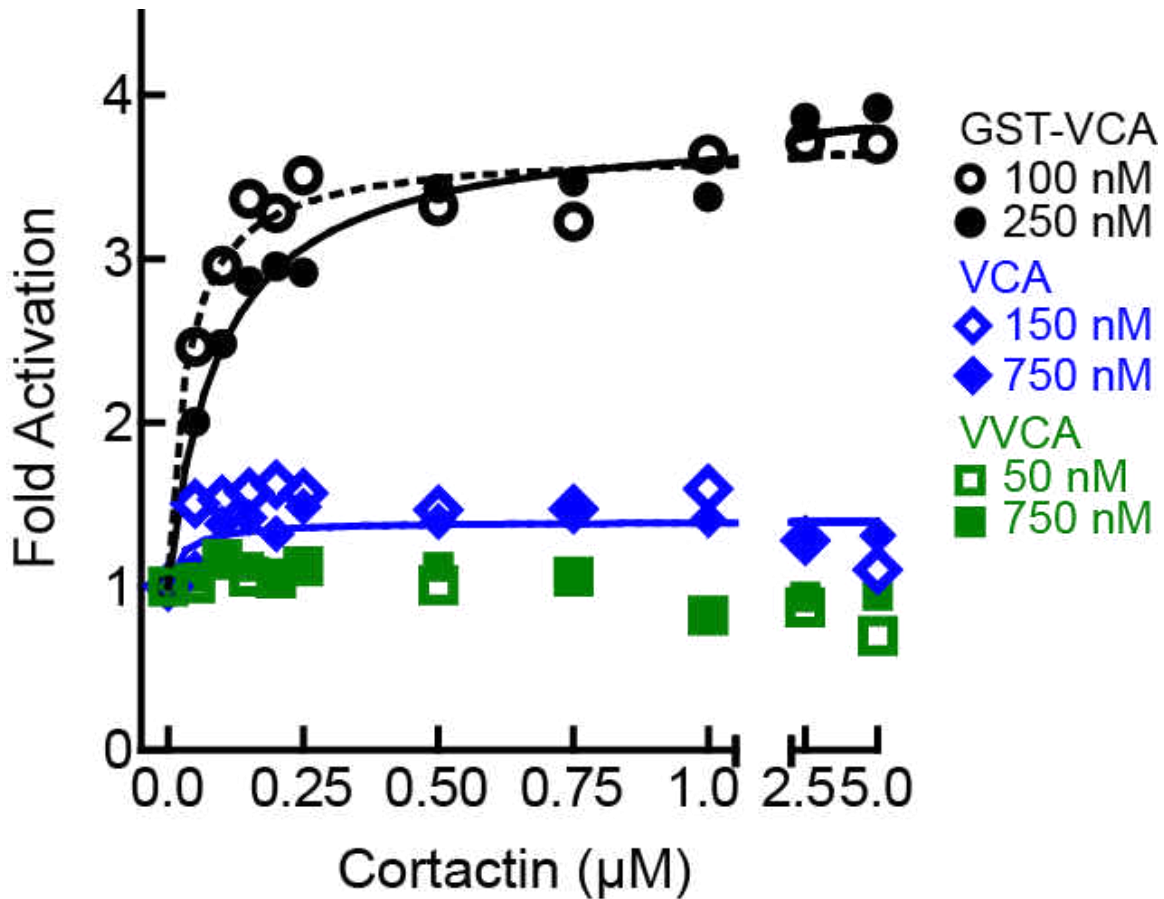 4
3
2
1
0
Fold Activation
0.0 0.25 0.50 0.75 1.0 2.5 5.0
Cortactin (µM)
GST-VCA
100 nM
250 nM
VCA
150 nM
750 nM
VVCA
50 nM
750 nM